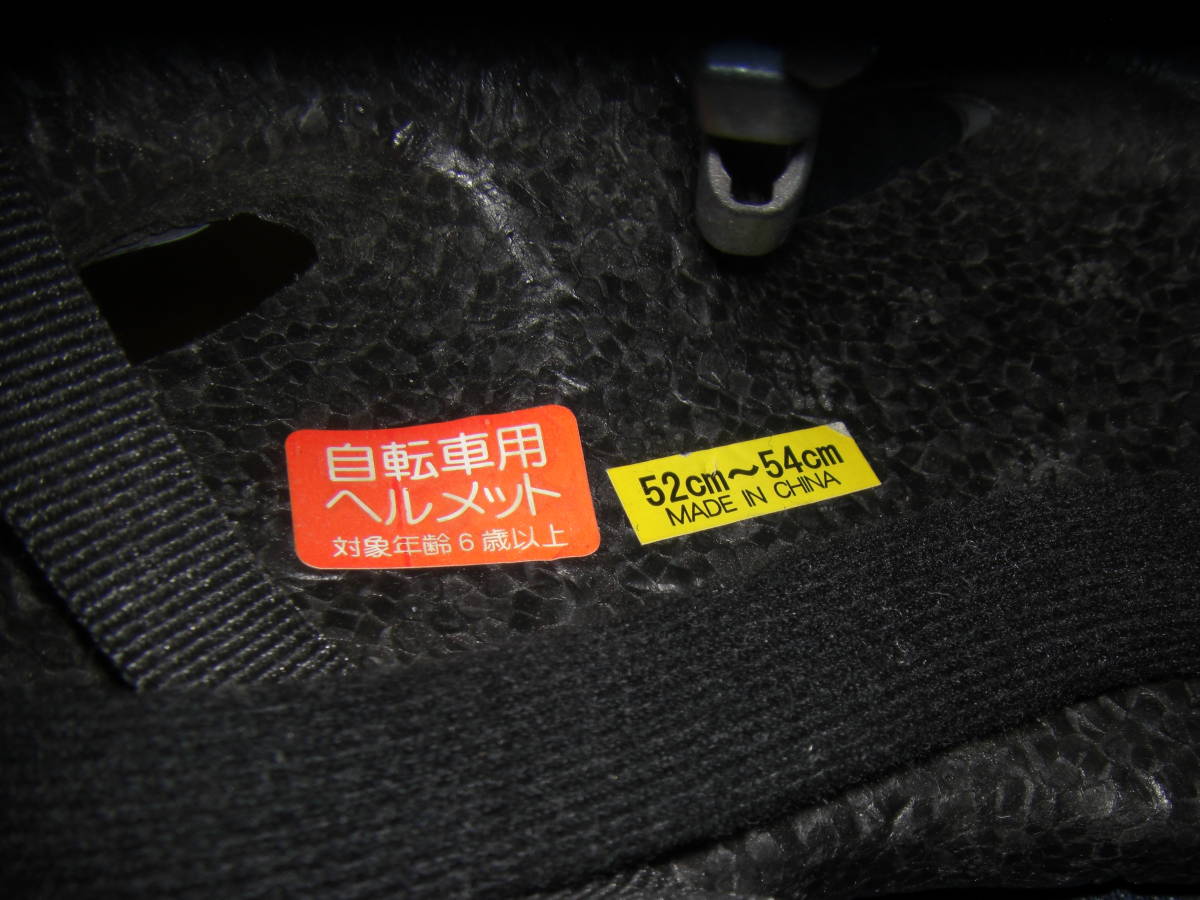 自転車用
ヘルメット
対象年齢6歳以上
52cm～54cm
MADE IN CHINA